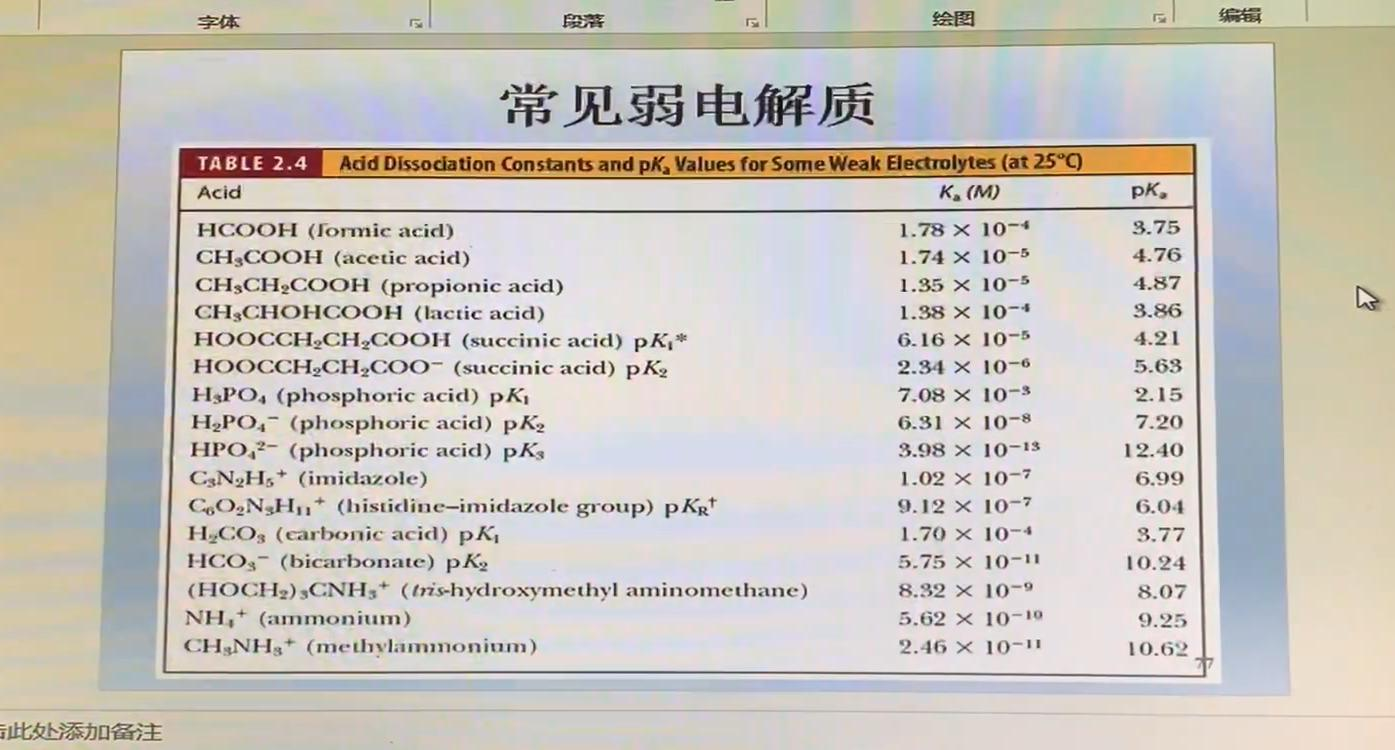 字体 段落 绘图 编辑
常见弱电解质
TABLE 2.4 Acid Dissociation Constants and pKₐ Values for Some Weak Electrolytes (at 25°C)
Acid Kₐ (M) pKₐ
HCOOH (formic acid) 1.78 × 10⁻⁴ 3.75
CH₃COOH (acetic acid) 1.74 × 10⁻⁵ 4.76
CH₃CH₂COOH (propionic acid) 1.35 × 10⁻⁵ 4.87
CH₃CHOHCOOH (lactic acid) 1.38 × 10⁻⁴ 3.86
HOOCCH₂CH₂COOH (succinic acid) pK₁* 6.16 × 10⁻⁵ 4.21
HOOCCH₂CH₂COO⁻ (succinic acid) pK₂ 2.34 × 10⁻⁶ 5.63
H₃PO₄ (phosphoric acid) pK₁ 7.08 × 10⁻³ 2.15
H₂PO₄⁻ (phosphoric acid) pK₂ 6.31 × 10⁻⁸ 7.20
HPO₄²⁻ (phosphoric acid) pK₃ 3.98 × 10⁻¹³ 12.40
C₃N₂H₅⁺ (imidazole) 1.02 × 10⁻⁷ 6.99
C₆O₂N₃H₁₁⁺ (histidine–imidazole group) pKR† 9.12 × 10⁻⁷ 6.04
H₂CO₃ (carbonic acid) pK₁ 1.70 × 10⁻⁴ 3.77
HCO₃⁻ (bicarbonate) pK₂ 5.75 × 10⁻¹¹ 10.24
(HOCH₂)₃CNH₃⁺ (tris-hydroxymethyl aminomethane) 8.32 × 10⁻⁹ 8.07
NH₄⁺ (ammonium) 5.62 × 10⁻¹⁰ 9.25
CH₃NH₃⁺ (methylammonium) 2.46 × 10⁻¹¹ 10.62
77
此处添加备注